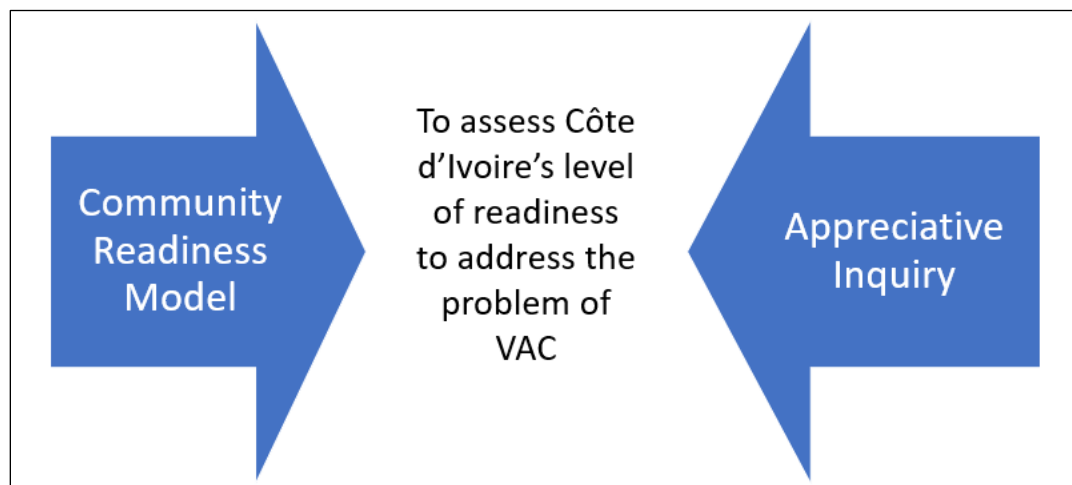 Community
Readiness
Model
To assess Côte
d’Ivoire’s level
of readiness
to address the
problem of
VAC
Appreciative
Inquiry